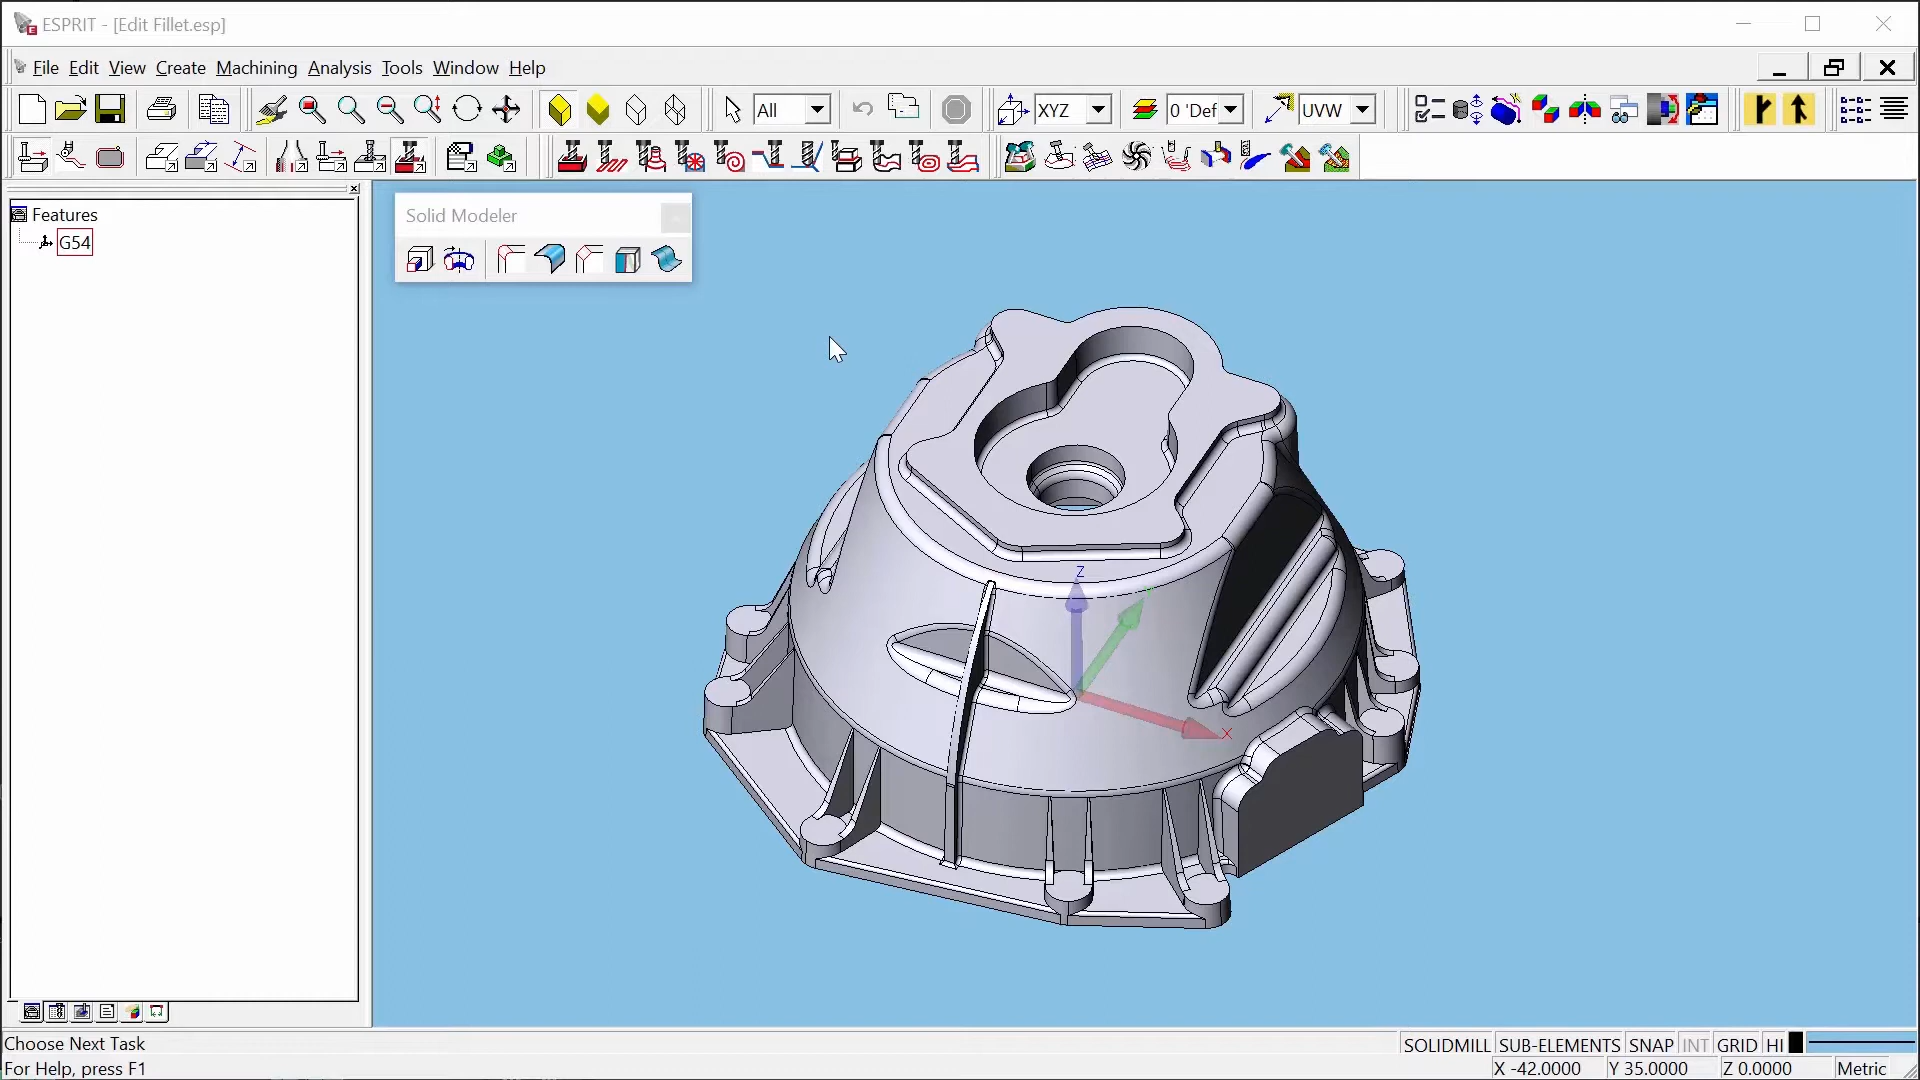 ESPRIT - [Edit Fillet.esp]
File Edit View Create Machining Analysis Tools Window Help
All XYZ 0 'Def UVW
Features
G54
Solid Modeler
Z
X
Choose Next Task
SOLIDMILL SUB-ELEMENTS SNAP INT GRID HI
For Help, press F1
X -42.0000 Y 35.0000 Z 0.0000 Metric